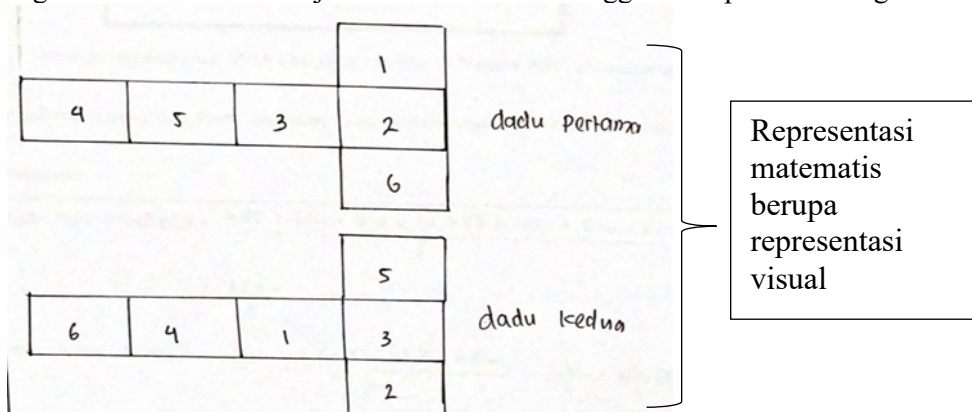 1
4 5 3 2 dadu pertama
6
5
6 4 1 3 dadu kedua
2
Representasi
matematis
berupa
representasi
visual